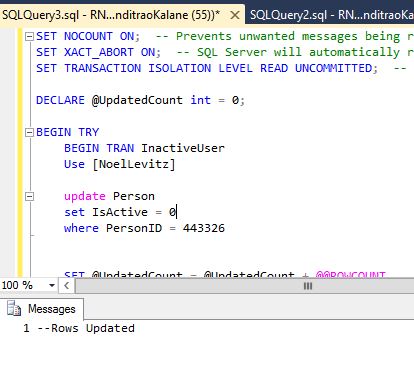 SQLQuery3.sql - RN...nditraoKalane (55))* SQLQuery2.sql - RN...nditraoKa
SET NOCOUNT ON; -- Prevents unwanted messages being r
SET XACT_ABORT ON; -- SQL Server will automatically r
SET TRANSACTION ISOLATION LEVEL READ UNCOMMITTED; --
DECLARE @UpdatedCount int = 0;
BEGIN TRY
BEGIN TRAN InactiveUser
Use [NoelLevitz]
update Person
set IsActive = 0
where PersonID = 443326
SET @UpdatedCount = @UpdatedCount + @@ROWCOUNT
100 %
Messages
1 --Rows Updated